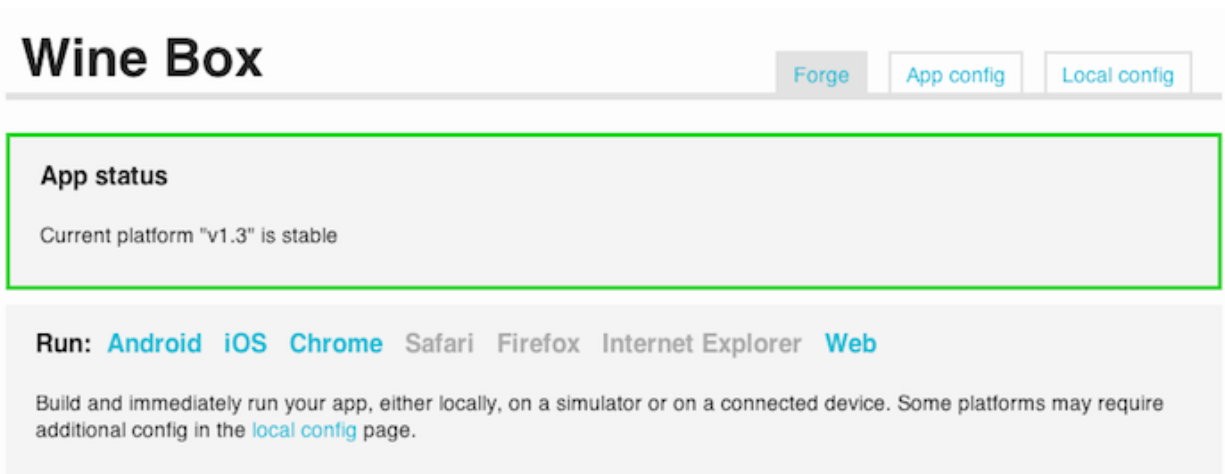 Wine Box
Forge App config Local config
App status
Current platform "v1.3" is stable
Run: Android iOS Chrome Safari Firefox Internet Explorer Web
Build and immediately run your app, either locally, on a simulator or on a connected device. Some platforms may require
additional config in the local config page.